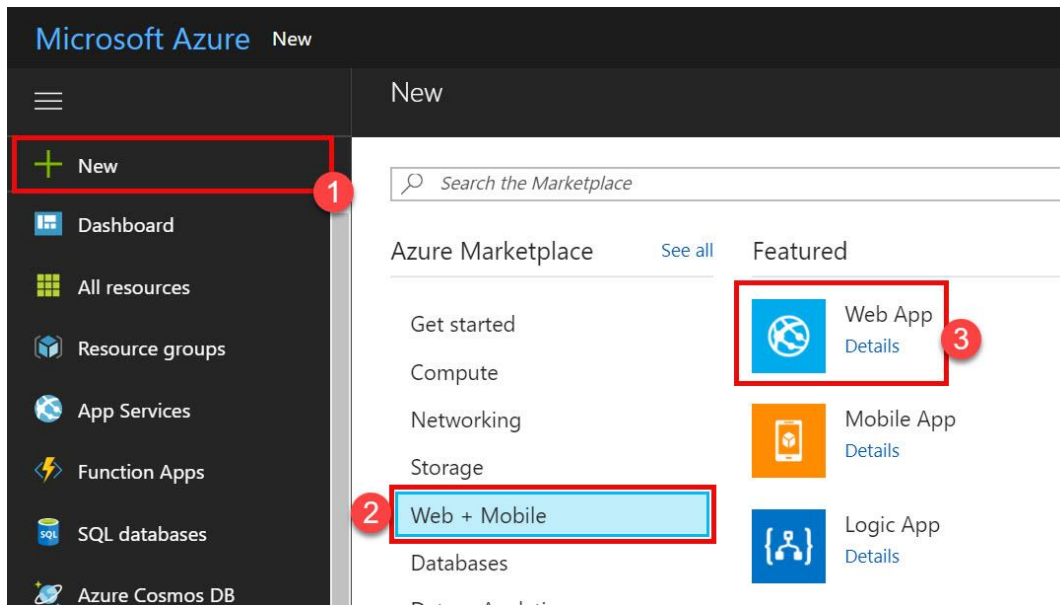 Microsoft Azure New
New
New
1
Search the Marketplace
Dashboard
All resources
Resource groups
App Services
Function Apps
SQL databases
Azure Cosmos DB
Azure Marketplace See all
Get started
Compute
Networking
Storage
2
Web + Mobile
Databases
Featured
Web App
Details
3
Mobile App
Details
Logic App
Details
SQL